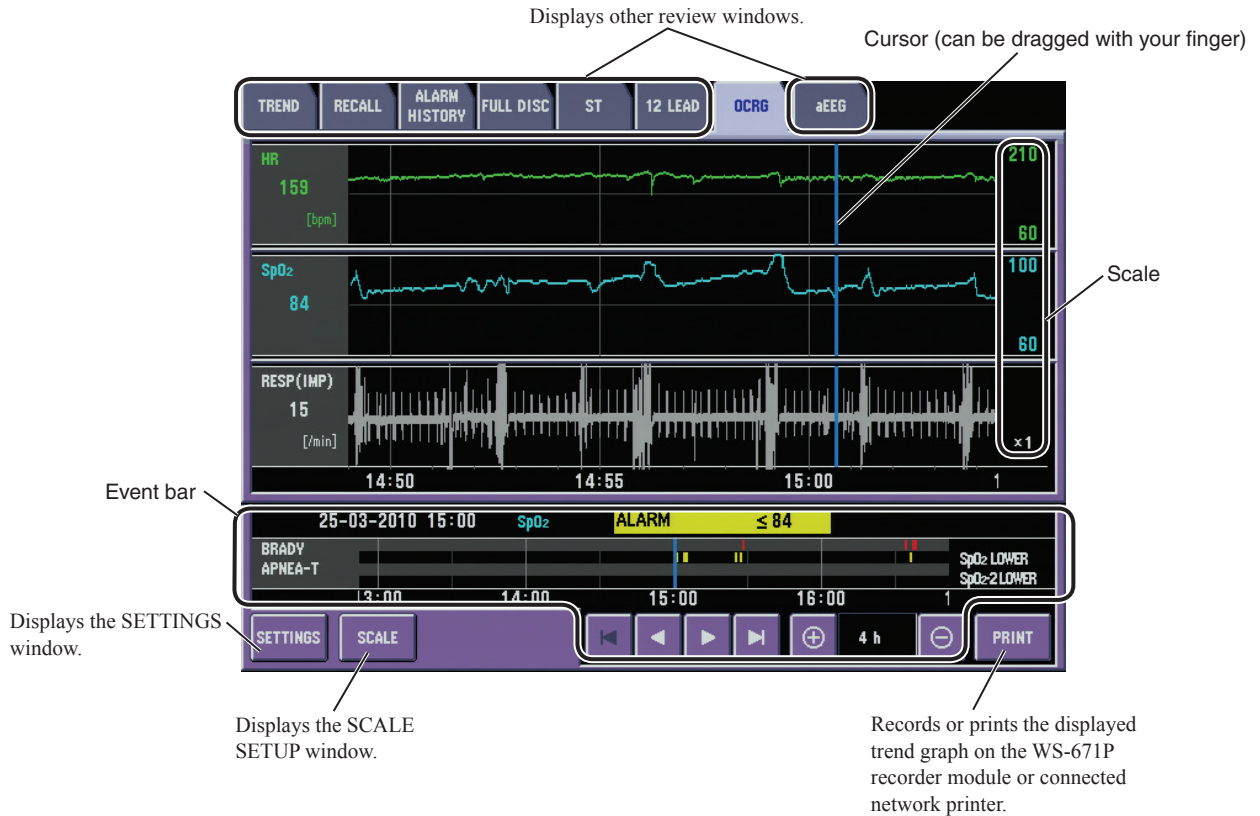 Displays other review windows.
Cursor (can be dragged with your finger)
TREND RECALL ALARM HISTORY FULL DISC ST 12 LEAD OCRG aEEG
HR
159
[bpm]
210
60
SpO2
84
100
60
Scale
RESP(IMP)
15
[/min]
×1
14:50 14:55 15:00 1
Event bar
25-03-2010 15:00 SpO2 ALARM ≤ 84
BRADY
APNEA-T
SpO2 LOWER
SpO2-2 LOWER
13:00 14:00 15:00 16:00 1
SETTINGS SCALE 4 h PRINT
Displays the SETTINGS
window.
Displays the SCALE
SETUP window.
Records or prints the displayed
trend graph on the WS-671P
recorder module or connected
network printer.